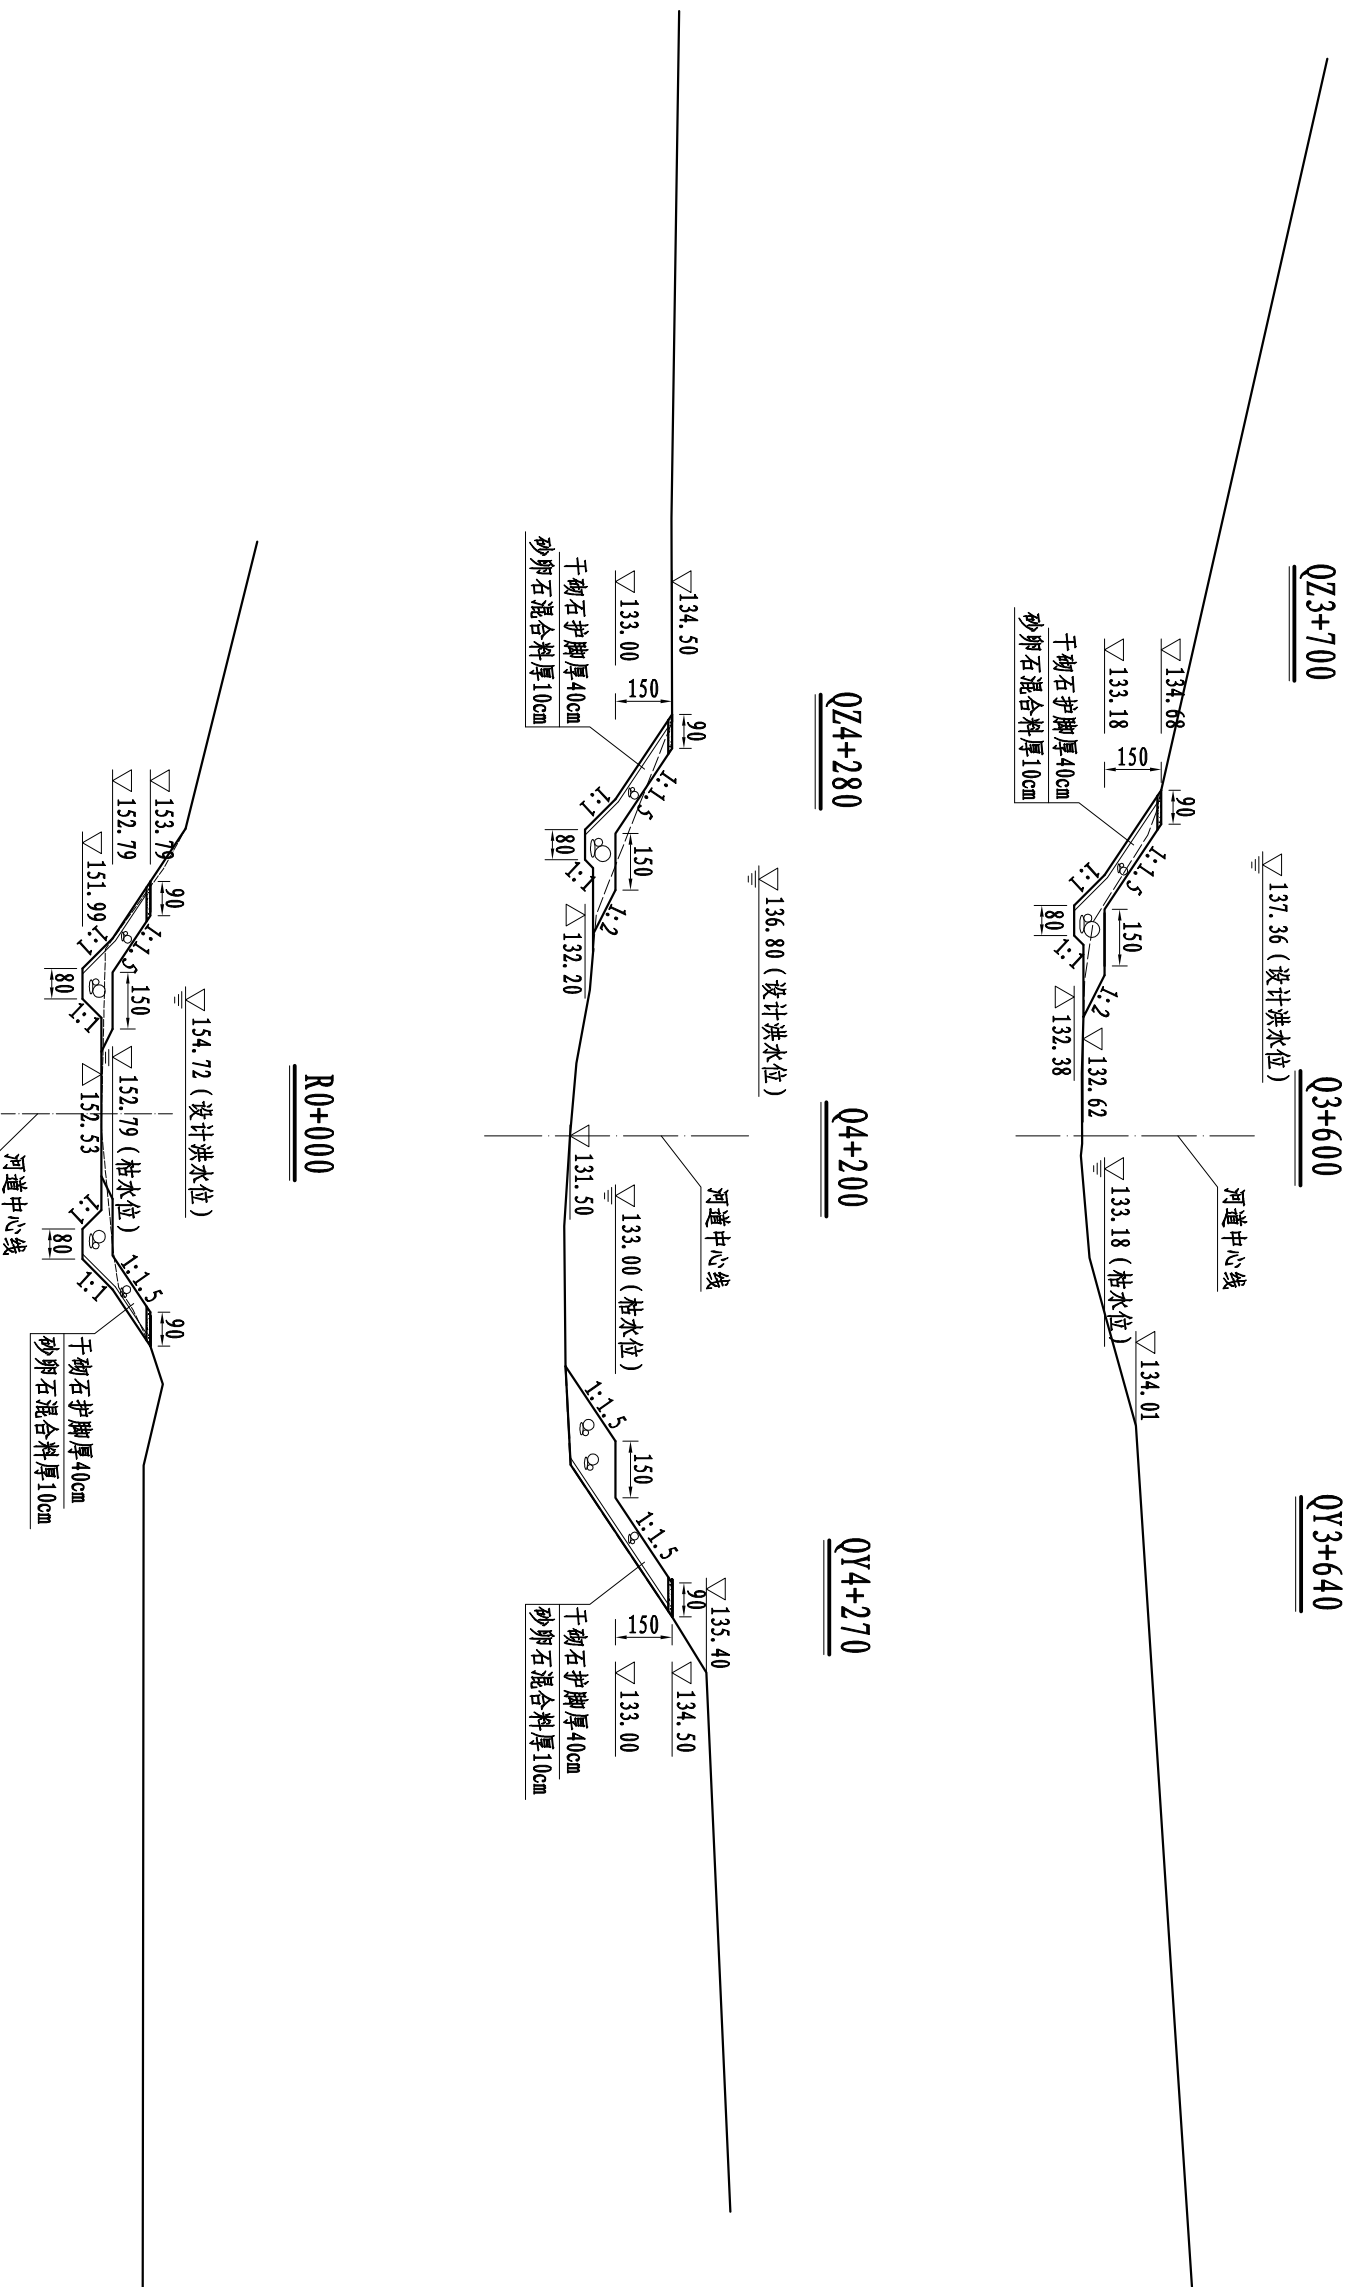 QZ3+700
Q3+600
QY3+640
137.36（设计洪水位）
134.68
133.18
150
90
1:1.5
150
1:1
80
1:1
1:2
132.38
132.62
133.18（枯水位）
134.01
河道中心线
干砌石护脚厚40cm
砂卵石混合料厚10cm
QZ4+280
Q4+200
QY4+270
136.80（设计洪水位）
134.50
133.00
150
90
1:1.5
150
1:1
80
1:1
1:2
132.20
131.50
133.00（枯水位）
河道中心线
干砌石护脚厚40cm
砂卵石混合料厚10cm
1:1.5
150
1:1.5
90
135.40
150
134.50
133.00
干砌石护脚厚40cm
砂卵石混合料厚10cm
R0+000
154.72（设计洪水位）
153.79
152.79
151.99
90
1:1.5
150
1:1
80
1:1
152.79（枯水位）
152.53
河道中心线
1:1
80
1:1
1:1.5
90
干砌石护脚厚40cm
砂卵石混合料厚10cm